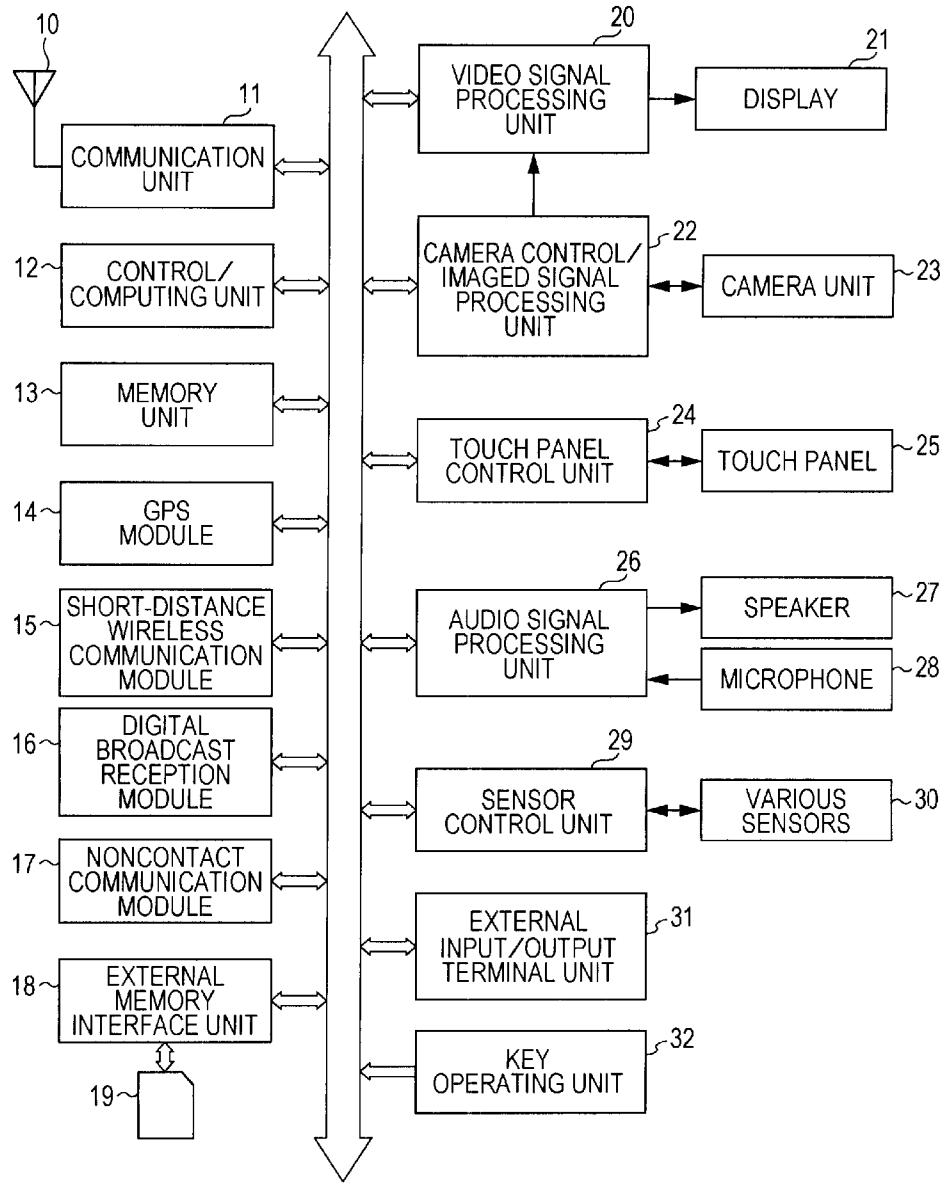 10
11
COMMUNICATION
UNIT
12
CONTROL/
COMPUTING UNIT
13
MEMORY
UNIT
14
GPS
MODULE
15
SHORT-DISTANCE
WIRELESS
COMMUNICATION
MODULE
16
DIGITAL
BROADCAST
RECEPTION
MODULE
17
NONCONTACT
COMMUNICATION
MODULE
18
EXTERNAL
MEMORY
INTERFACE UNIT
19
20
VIDEO SIGNAL
PROCESSING
UNIT
21
DISPLAY
22
CAMERA CONTROL/
IMAGED SIGNAL
PROCESSING
UNIT
23
CAMERA UNIT
24
TOUCH PANEL
CONTROL UNIT
25
TOUCH PANEL
26
AUDIO SIGNAL
PROCESSING
UNIT
27
SPEAKER
28
MICROPHONE
29
SENSOR
CONTROL UNIT
30
VARIOUS
SENSORS
31
EXTERNAL
INPUT/OUTPUT
TERMINAL UNIT
32
KEY
OPERATING UNIT